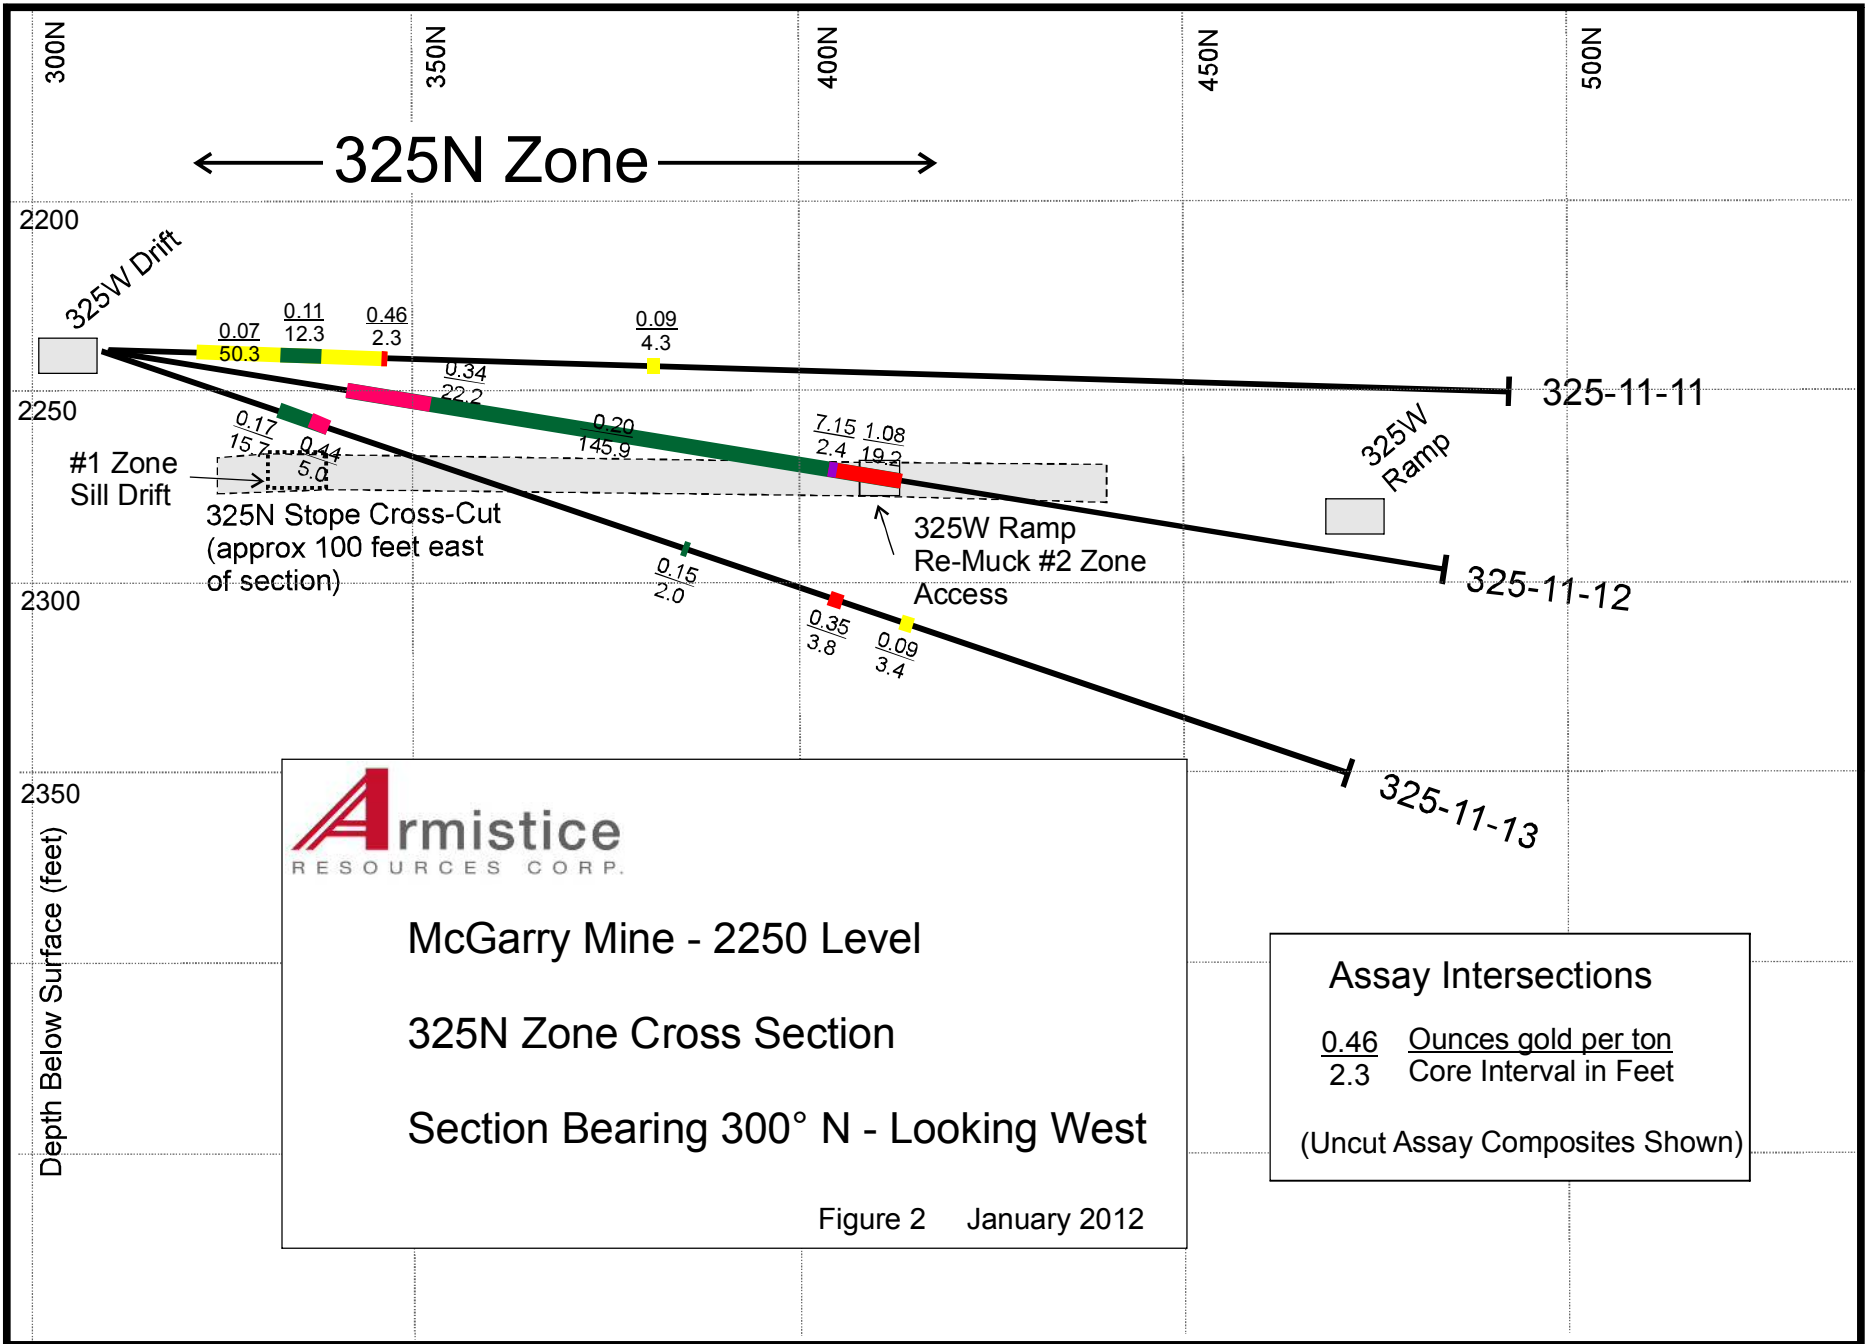 300N
350N
400N
450N
500N
325N Zone
2200
325W Drift
0.07
50.3
0.11
12.3
0.46
2.3
0.09
4.3
325-11-11
2250
0.34
22.2
0.20
145.9
7.15
2.4
1.08
19.2
325W
Ramp
0.17
15.7
0.44
5.0
#1 Zone
Sill Drift
325N Stope Cross-Cut
(approx 100 feet east
of section)
325W Ramp
Re-Muck #2 Zone
Access
325-11-12
2300
0.15
2.0
0.35
3.8
0.09
3.4
325-11-13
2350
Depth Below Surface (feet)
Armistice
RESOURCES CORP.
McGarry Mine - 2250 Level
325N Zone Cross Section
Section Bearing 300° N - Looking West
Figure 2 January 2012
Assay Intersections
0.46 Ounces gold per ton
2.3 Core Interval in Feet
(Uncut Assay Composites Shown)